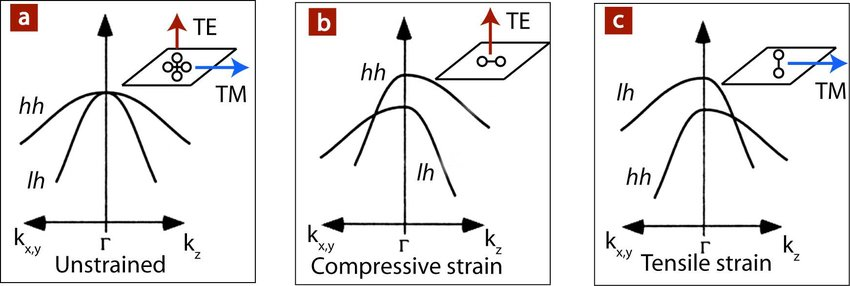 a
TE
TM
hh
lh
kx,y
Γ
kz
Unstrained
b
TE
hh
lh
kx,y
Γ
kz
Compressive strain
c
TM
lh
hh
kx,y
Γ
kz
Tensile strain